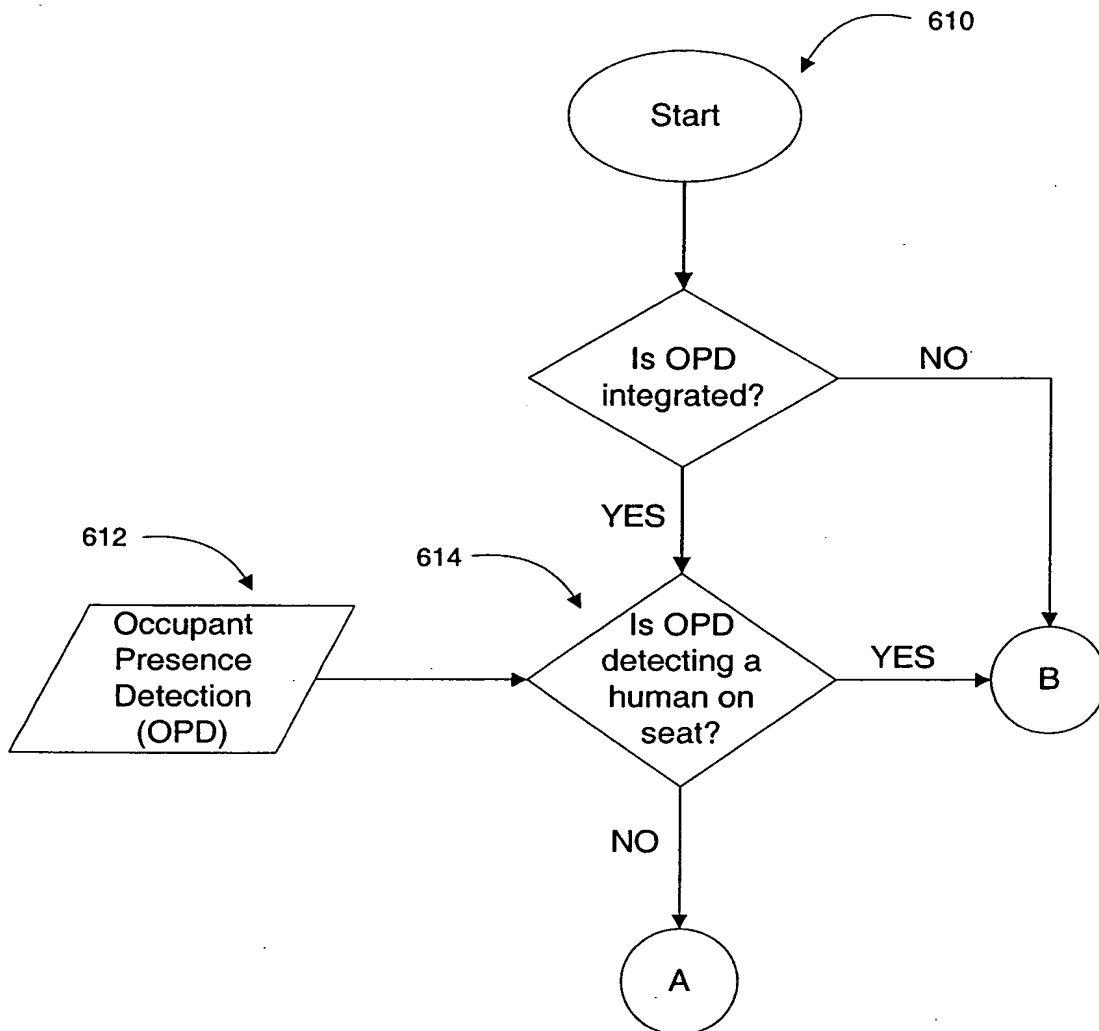 610
Start
Is OPD
integrated?
NO
YES
612
614
Occupant
Presence
Detection
(OPD)
Is OPD
detecting a
human on
seat?
YES
B
NO
A